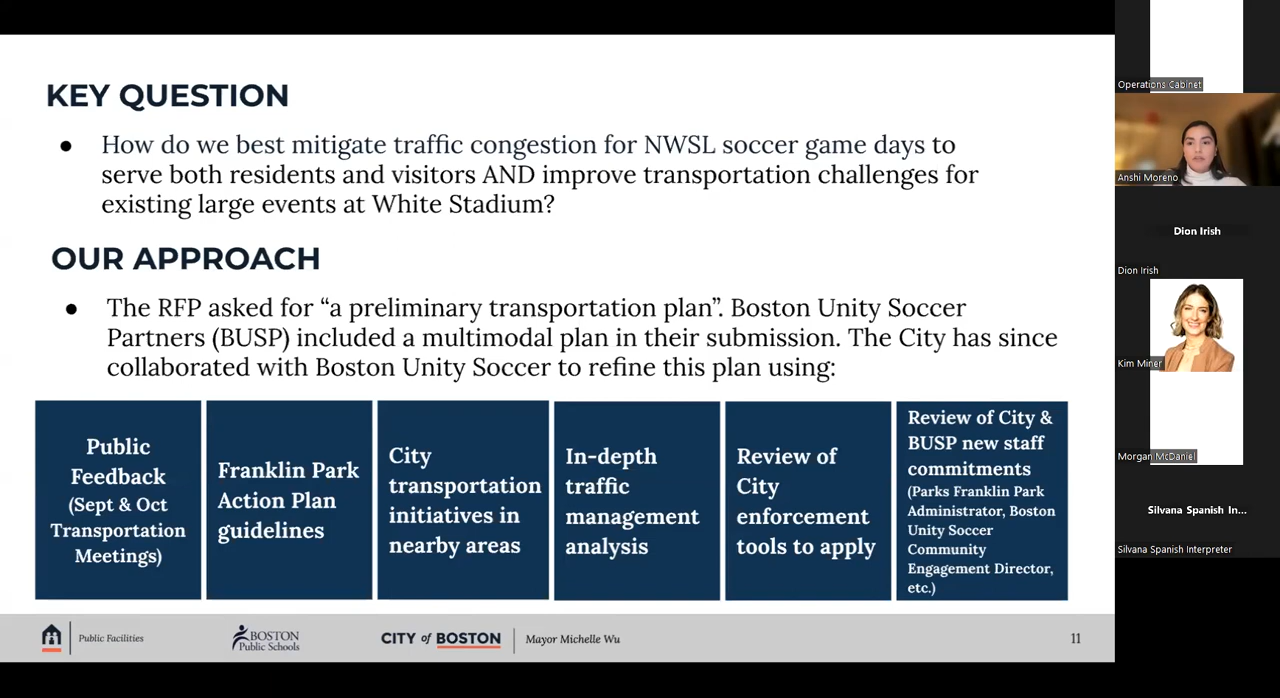 KEY QUESTION
● How do we best mitigate traffic congestion for NWSL soccer game days to
serve both residents and visitors AND improve transportation challenges for
existing large events at White Stadium?
OUR APPROACH
● The RFP asked for “a preliminary transportation plan”. Boston Unity Soccer
Partners (BUSP) included a multimodal plan in their submission. The City has since
collaborated with Boston Unity Soccer to refine this plan using:
Public
Feedback
(Sept & Oct
Transportation
Meetings)
Franklin Park
Action Plan
guidelines
City
transportation
initiatives in
nearby areas
In-depth
traffic
management
analysis
Review of
City
enforcement
tools to apply
Review of City &
BUSP new staff
commitments
(Parks Franklin Park
Administrator, Boston
Unity Soccer
Community
Engagement Director,
etc.)
Public Facilities
BOSTON
Public Schools
CITY of BOSTON
Mayor Michelle Wu
11
Operations Cabinet
Anshi Moreno
Dion Irish
Dion Irish
Kim Miner
Morgan McDaniel
Silvana Spanish In...
Silvana Spanish Interpreter